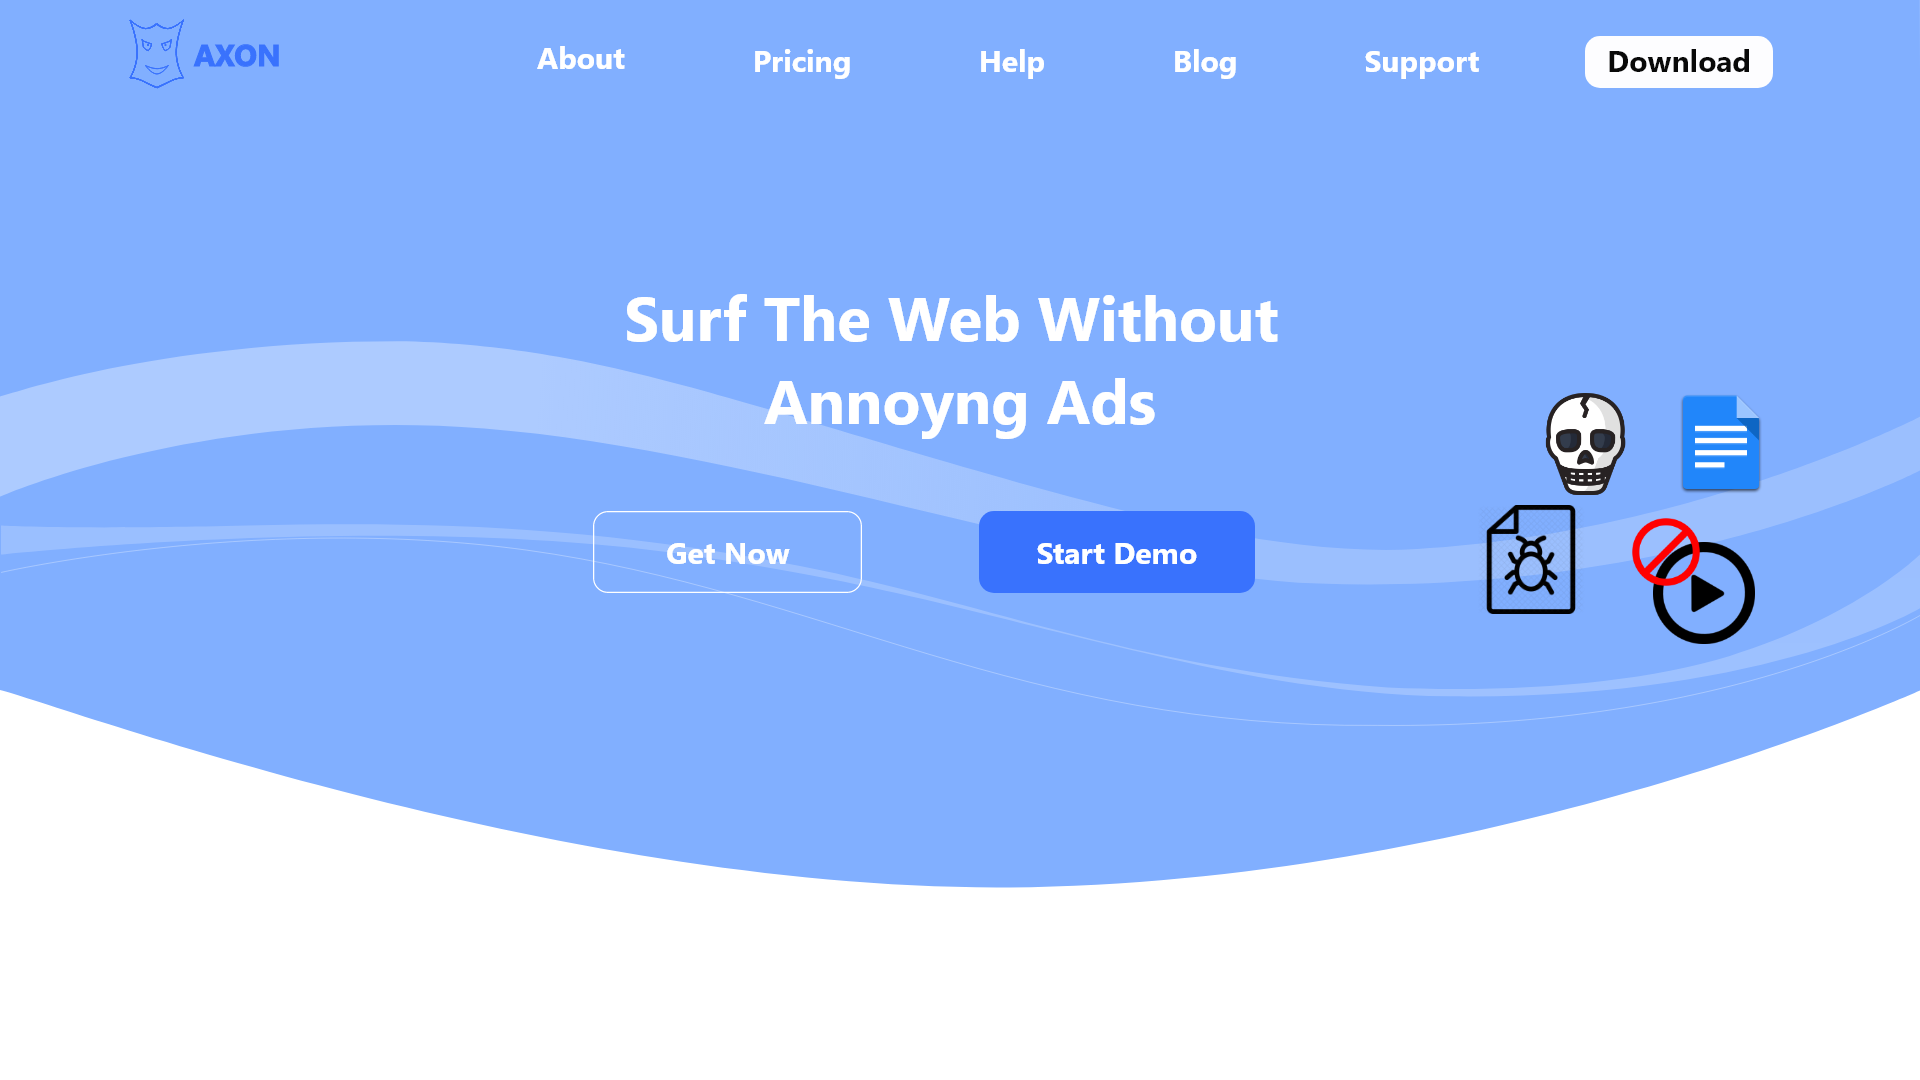 AXON
About
Pricing
Help
Blog
Support
Download
Surf The Web Without
Annoyng Ads
Get Now
Start Demo